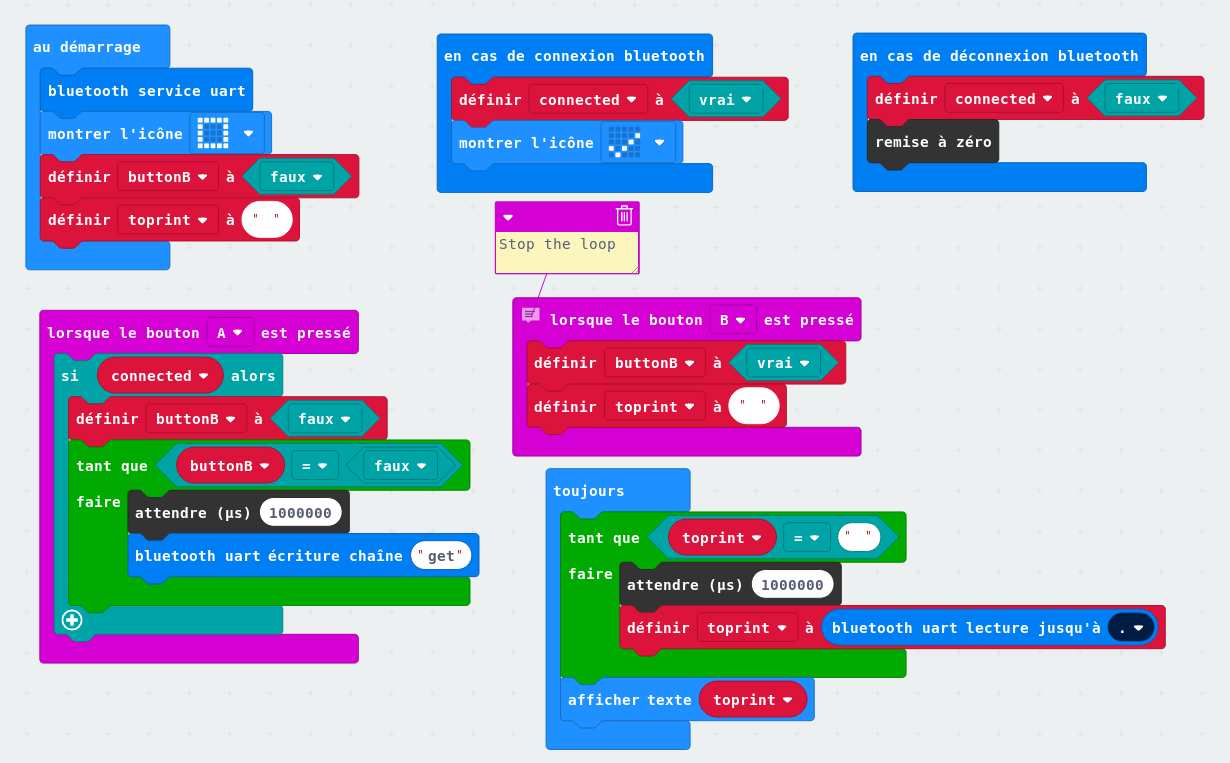 au démarrage
bluetooth service uart
montrer l'icône
définir buttonB à faux
définir toprint à " "
en cas de connexion bluetooth
définir connected à vrai
montrer l'icône
en cas de déconnexion bluetooth
définir connected à faux
remise à zéro
Stop the loop
lorsque le bouton A est pressé
si connected alors
définir buttonB à faux
tant que buttonB = faux
faire
attendre (µs) 1000000
bluetooth uart écriture chaîne "get"
lorsque le bouton B est pressé
définir buttonB à vrai
définir toprint à " "
toujours
tant que toprint = " "
faire
attendre (µs) 1000000
définir toprint à bluetooth uart lecture jusqu'à .
afficher texte toprint